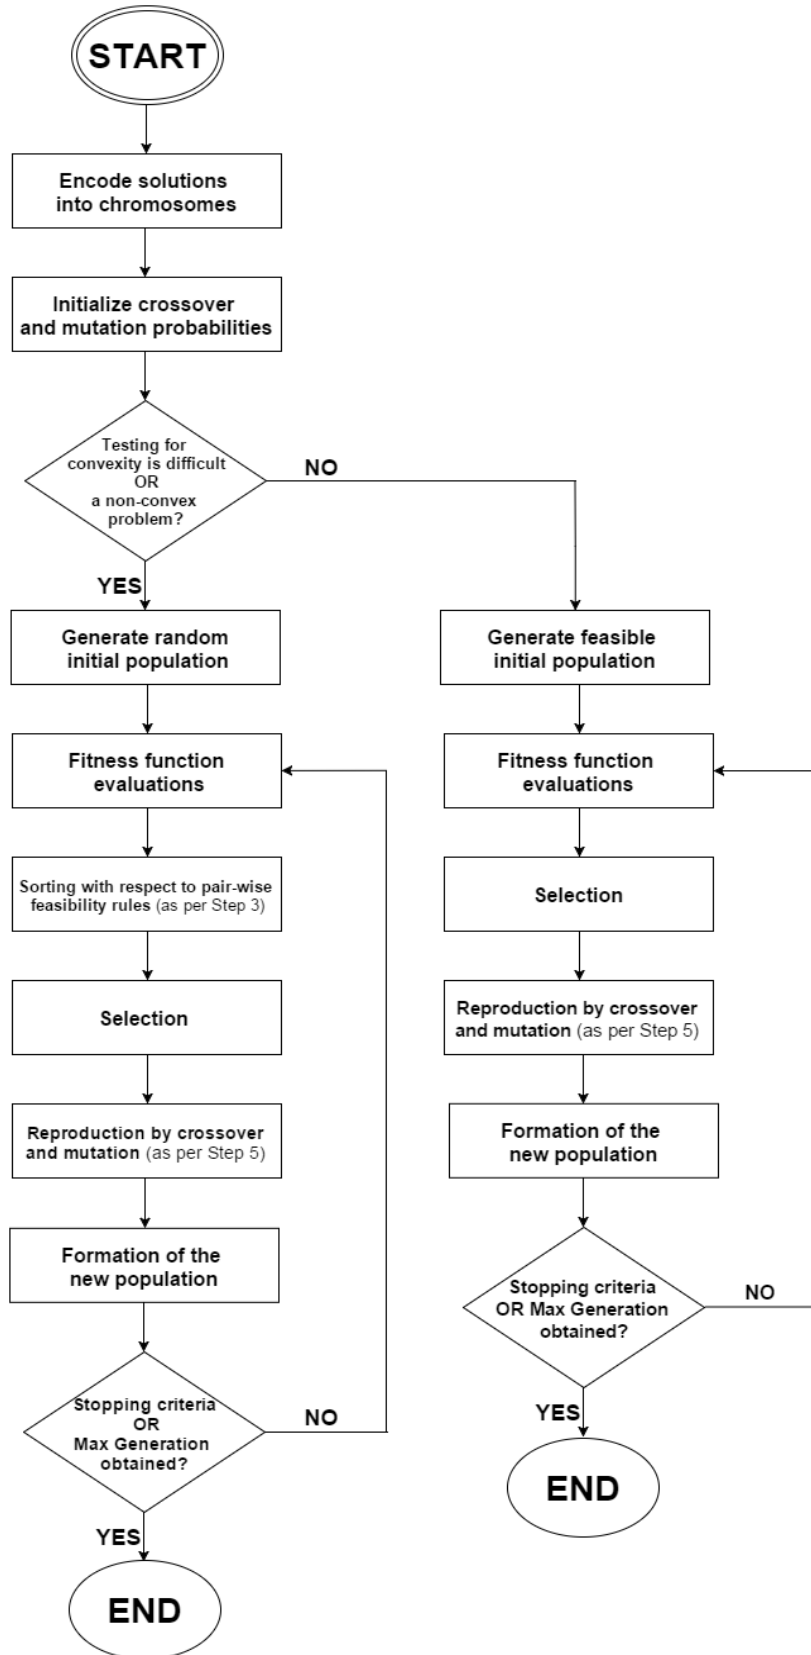 START
Encode solutions
into chromosomes
Initialize crossover
and mutation probabilities
Testing for
convexity is difficult
OR
a non-convex
problem?
NO
YES
Generate random
initial population
Fitness function
evaluations
Sorting with respect to pair-wise
feasibility rules (as per Step 3)
Selection
Reproduction by crossover
and mutation (as per Step 5)
Formation of the
new population
Stopping criteria
OR
Max Generation
obtained?
NO
YES
END
Generate feasible
initial population
Fitness function
evaluations
Selection
Reproduction by crossover
and mutation (as per Step 5)
Formation of the
new population
Stopping criteria
OR Max Generation
obtained?
NO
YES
END